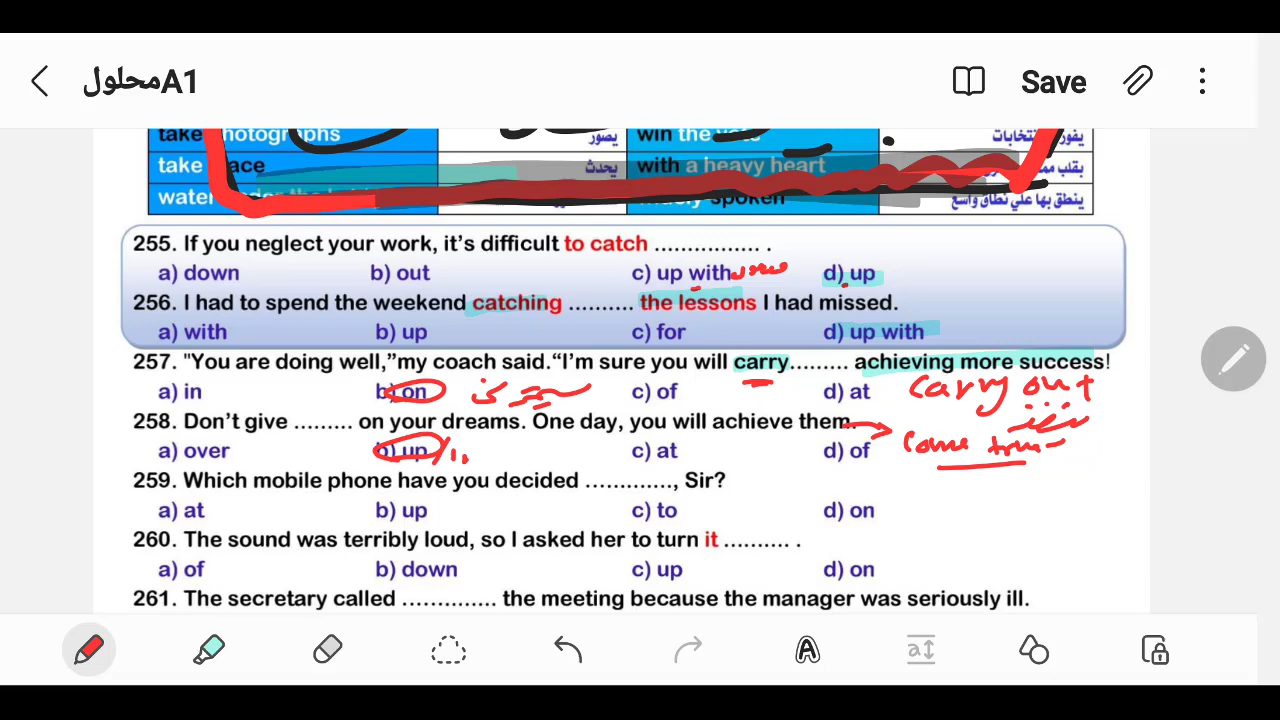 محلول A1
Save
take photographs يصور win the vote
take place يحدث with a heavy heart بقلب
water widely spoken ينطق بها علي نطاق واسع
255. If you neglect your work, it's difficult to catch ................. .
a) down b) out c) up with d) up
256. I had to spend the weekend catching .......... the lessons I had missed.
a) with b) up c) for d) up with
257. "You are doing well,”my coach said.“I'm sure you will carry......... achieving more success!
a) in b) on c) of d) at carry out
258. Don't give ......... on your dreams. One day, you will achieve them.
a) over b) up c) at d) of come true
259. Which mobile phone have you decided ............., Sir?
a) at b) up c) to d) on
260. The sound was terribly loud, so I asked her to turn it .......... .
a) of b) down c) up d) on
261. The secretary called .............. the meeting because the manager was seriously ill.